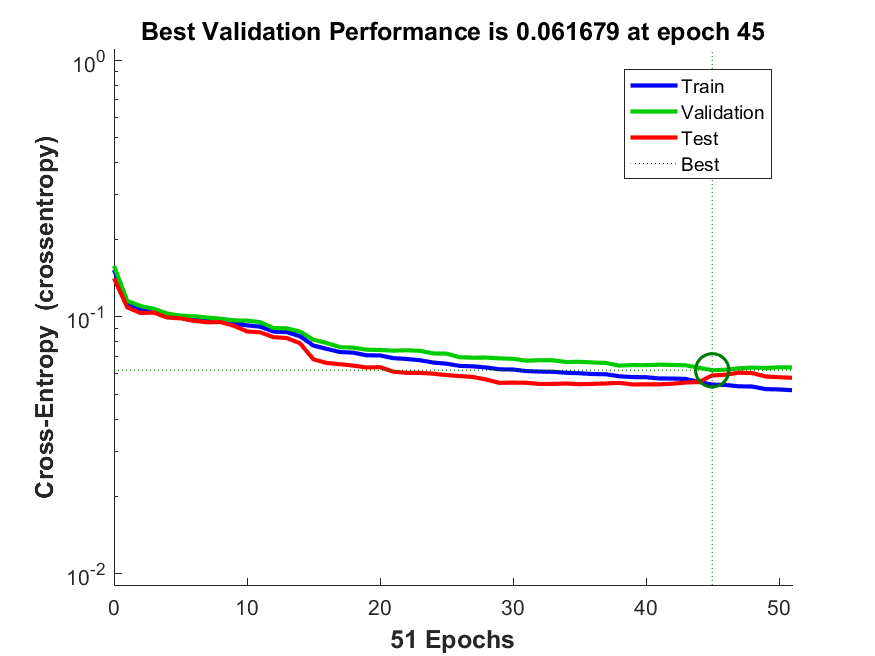 Best Validation Performance is 0.061679 at epoch 45
10^0
10^-1
10^-2
Cross-Entropy (crossentropy)
Train
Validation
Test
Best
0 10 20 30 40 50
51 Epochs